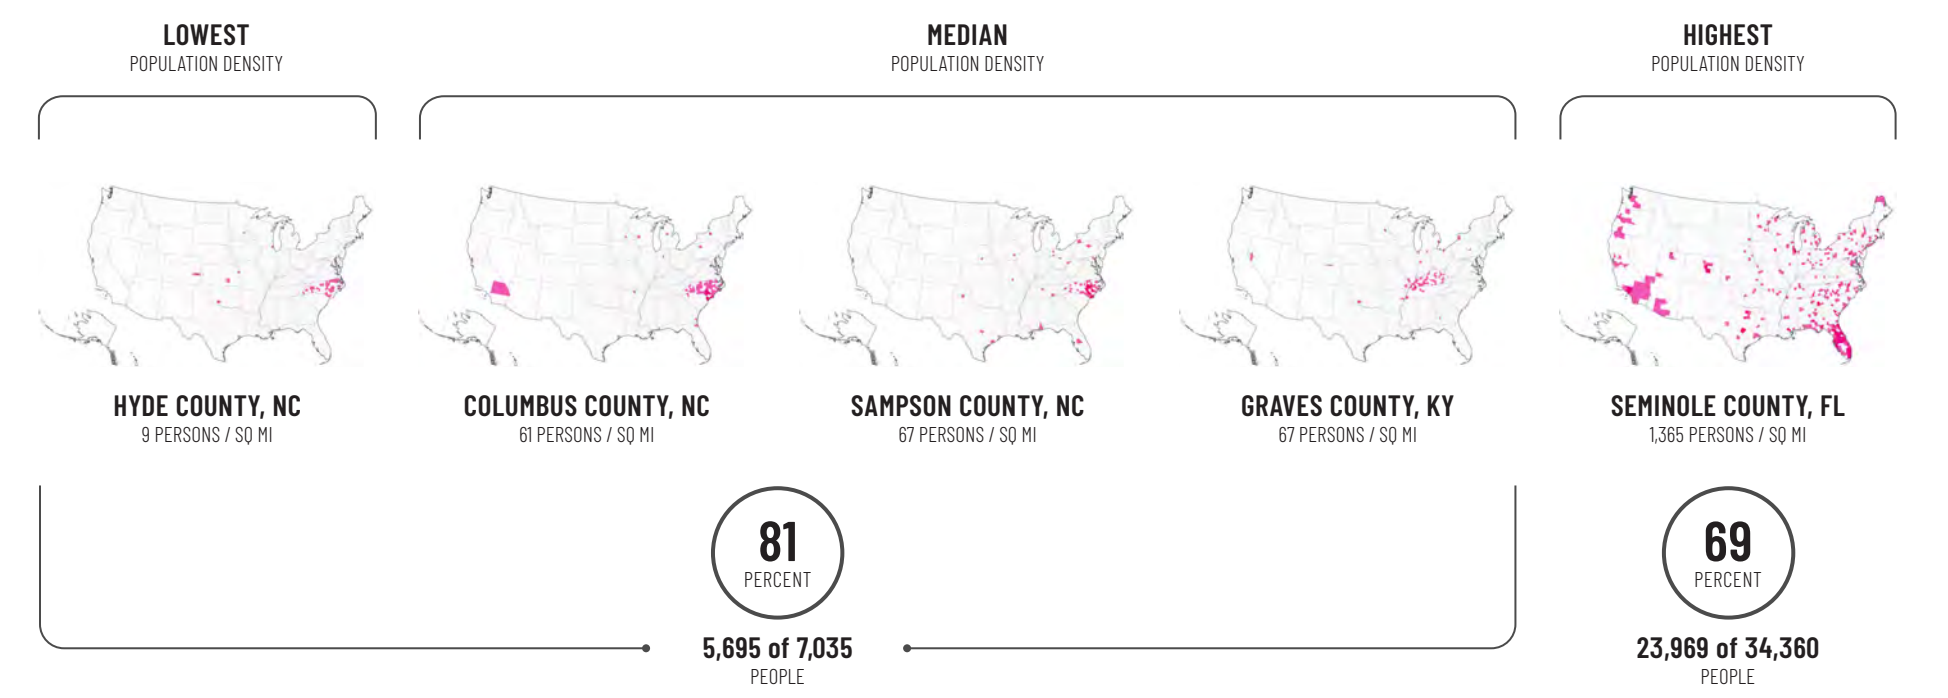 LOWEST
POPULATION DENSITY
MEDIAN
POPULATION DENSITY
HIGHEST
POPULATION DENSITY
HYDE COUNTY, NC
9 PERSONS / SQ MI
COLUMBUS COUNTY, NC
61 PERSONS / SQ MI
SAMPSON COUNTY, NC
67 PERSONS / SQ MI
GRAVES COUNTY, KY
67 PERSONS / SQ MI
SEMINOLE COUNTY, FL
1,365 PERSONS / SQ MI
81
PERCENT
5,695 of 7,035
PEOPLE
69
PERCENT
23,969 of 34,360
PEOPLE